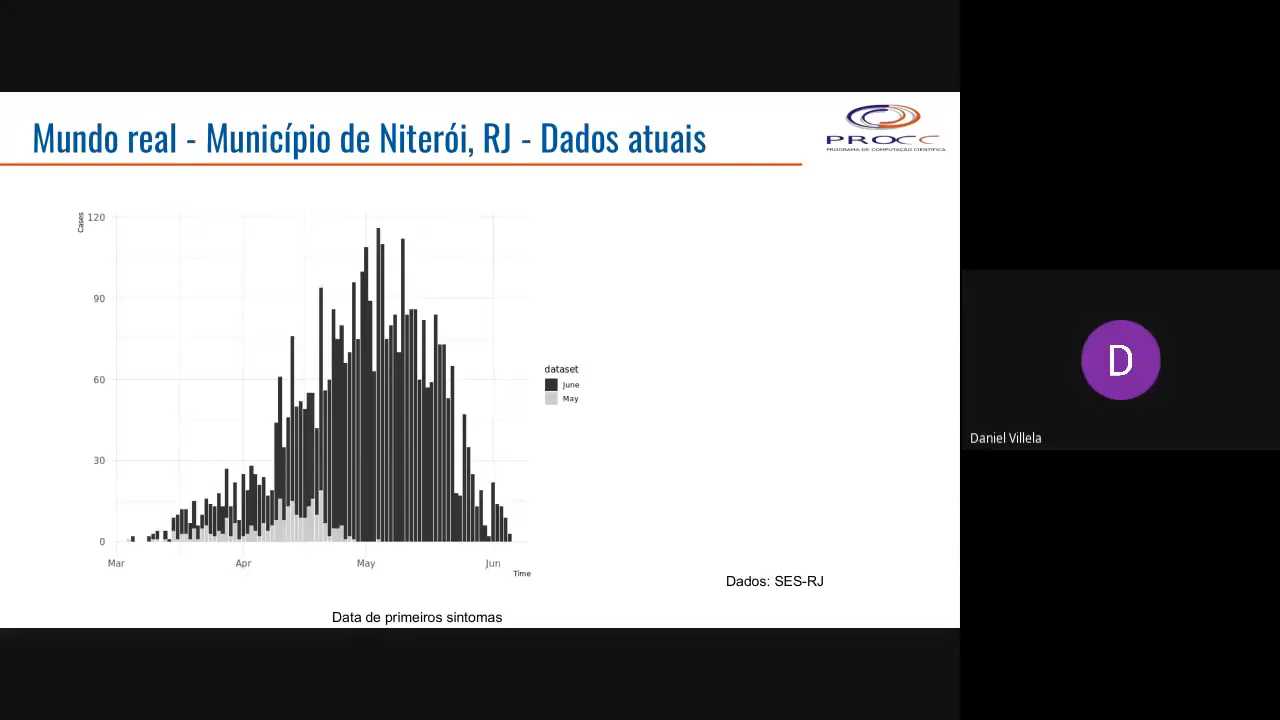 Mundo real - Município de Niterói, RJ - Dados atuais
PROCC
PROGRAMA DE COMPUTAÇÃO CIENTÍFICA
Cases
120
90
60
30
0
Mar
Apr
May
Jun
Time
dataset
June
May
Dados: SES-RJ
Data de primeiros sintomas
D
Daniel Villela